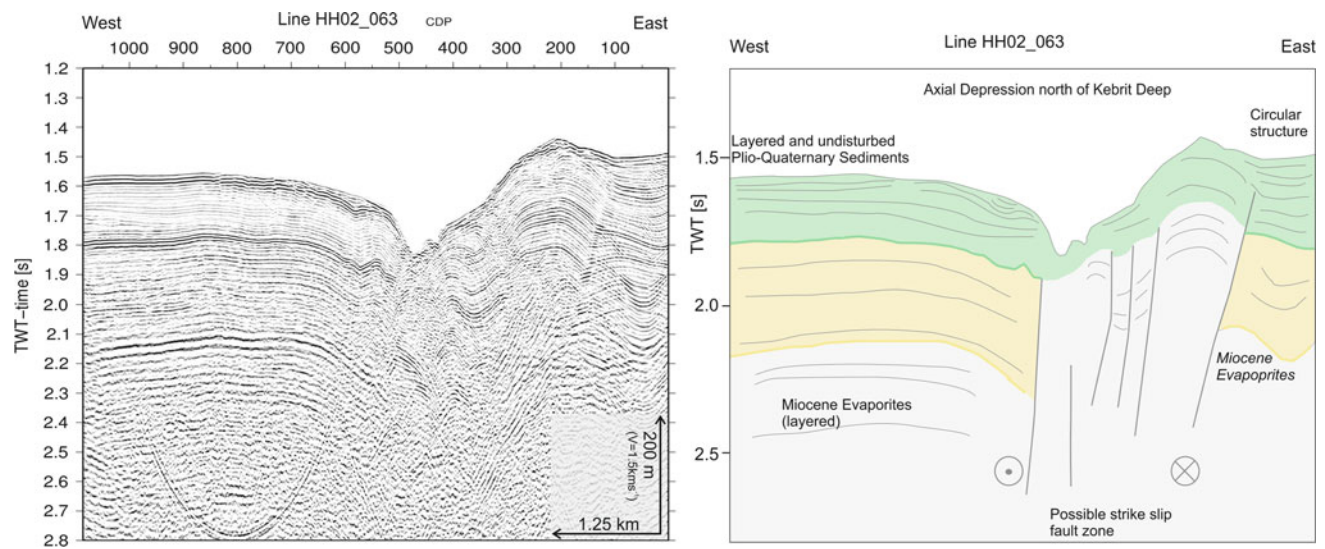 West Line HH02_063 CDP East
1000 900 800 700 600 500 400 300 200 100
1.2
1.3
1.4
1.5
1.6
1.7
1.8
1.9
2.0
2.1
2.2
2.3
2.4
2.5
2.6
2.7
2.8
TWT-time [s]
200 m
(V=1.5kms⁻¹)
1.25 km
West Line HH02_063 East
Axial Depression north of Kebrit Deep
Circular
structure
Layered and undisturbed
Plio-Quaternary Sediments
1.5
TWT [s]
2.0
2.5
Miocene
Evapoprites
Miocene Evaporites
(layered)
Possible strike slip
fault zone